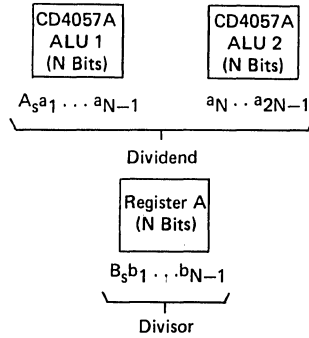 CD4057A CD4057A
ALU 1 ALU 2
(N Bits) (N Bits)
Asa1 . . . aN–1 aN . . a2N–1
Dividend
Register A
(N Bits)
Bsb1 . . . bN–1
Divisor